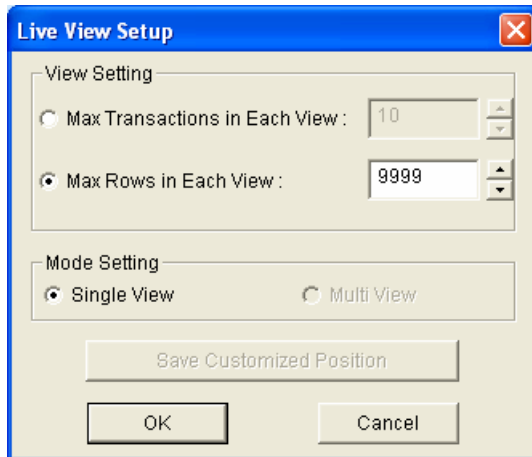 Live View Setup
View Setting
Max Transactions in Each View : 10
Max Rows in Each View : 9999
Mode Setting
Single View Multi View
Save Customized Position
OK Cancel